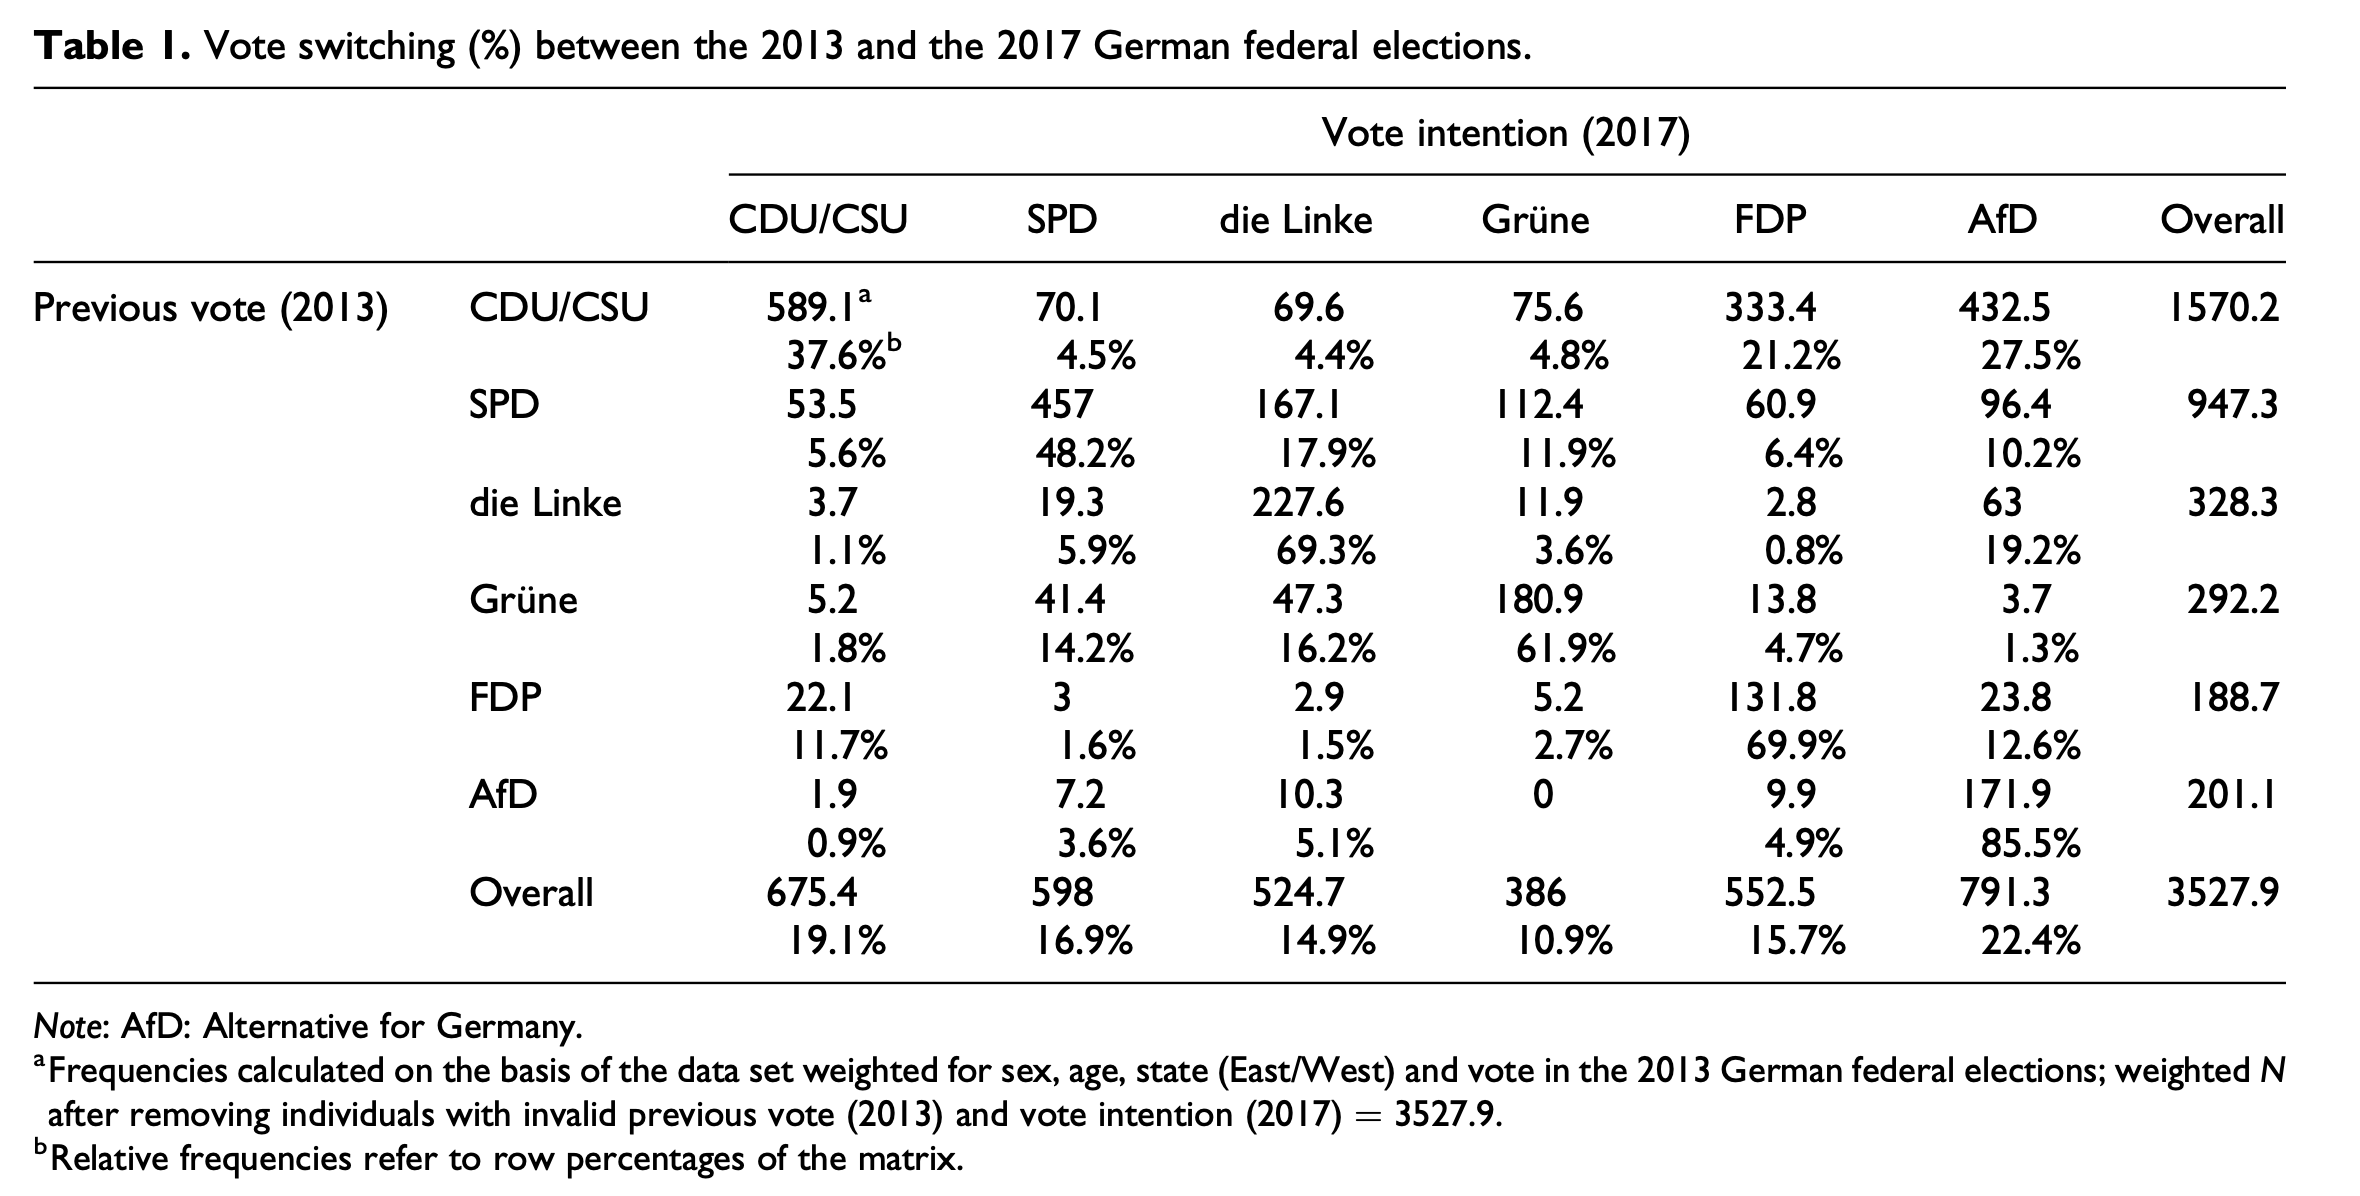 Table 1. Vote switching (%) between the 2013 and the 2017 German federal elections.
Vote intention (2017)
CDU/CSU SPD die Linke Grüne FDP AfD Overall
Previous vote (2013) CDU/CSU 589.1a 70.1 69.6 75.6 333.4 432.5 1570.2
37.6%b 4.5% 4.4% 4.8% 21.2% 27.5%
SPD 53.5 457 167.1 112.4 60.9 96.4 947.3
5.6% 48.2% 17.9% 11.9% 6.4% 10.2%
die Linke 3.7 19.3 227.6 11.9 2.8 63 328.3
1.1% 5.9% 69.3% 3.6% 0.8% 19.2%
Grüne 5.2 41.4 47.3 180.9 13.8 3.7 292.2
1.8% 14.2% 16.2% 61.9% 4.7% 1.3%
FDP 22.1 3 2.9 5.2 131.8 23.8 188.7
11.7% 1.6% 1.5% 2.7% 69.9% 12.6%
AfD 1.9 7.2 10.3 0 9.9 171.9 201.1
0.9% 3.6% 5.1% 4.9% 85.5%
Overall 675.4 598 524.7 386 552.5 791.3 3527.9
19.1% 16.9% 14.9% 10.9% 15.7% 22.4%
Note: AfD: Alternative for Germany.
a Frequencies calculated on the basis of the data set weighted for sex, age, state (East/West) and vote in the 2013 German federal elections; weighted N
after removing individuals with invalid previous vote (2013) and vote intention (2017) = 3527.9.
b Relative frequencies refer to row percentages of the matrix.